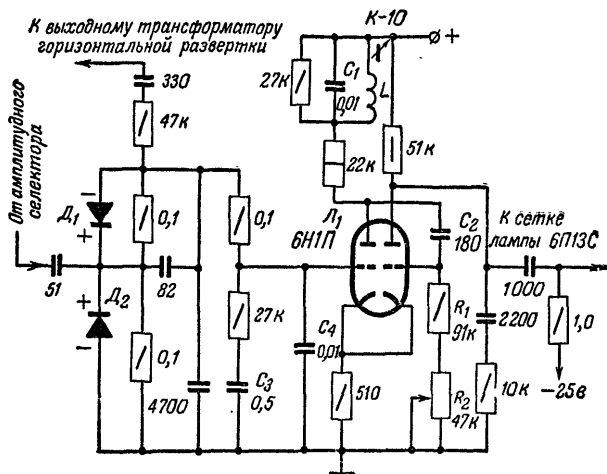 К выходному трансформатору
горизонтальной развертки
К-10
+
330
27к
C₁
0,01
L
47к
51к
22к
От амплитудного
селектора
Д₁
–
+
0,1
0,1
Л₁
6Н1П
C₂
180
К сетке
лампы 6П13С
51
Д₂
+
–
82
1000
27к
C₄
0,01
R₁
91к
2200
1,0
0,1
C₃
0,5
4700
510
R₂
47к
10к
–25в